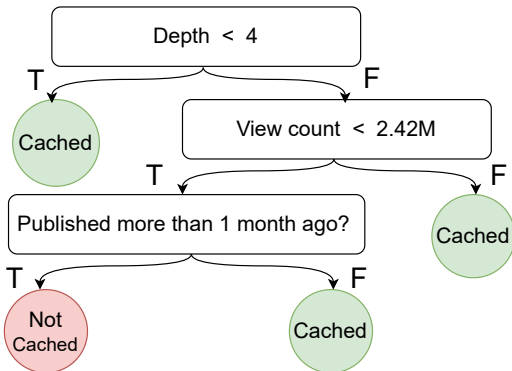 Depth < 4
T
F
Cached
View count < 2.42M
T
F
Published more than 1 month ago?
Cached
T
F
Not
Cached
Cached